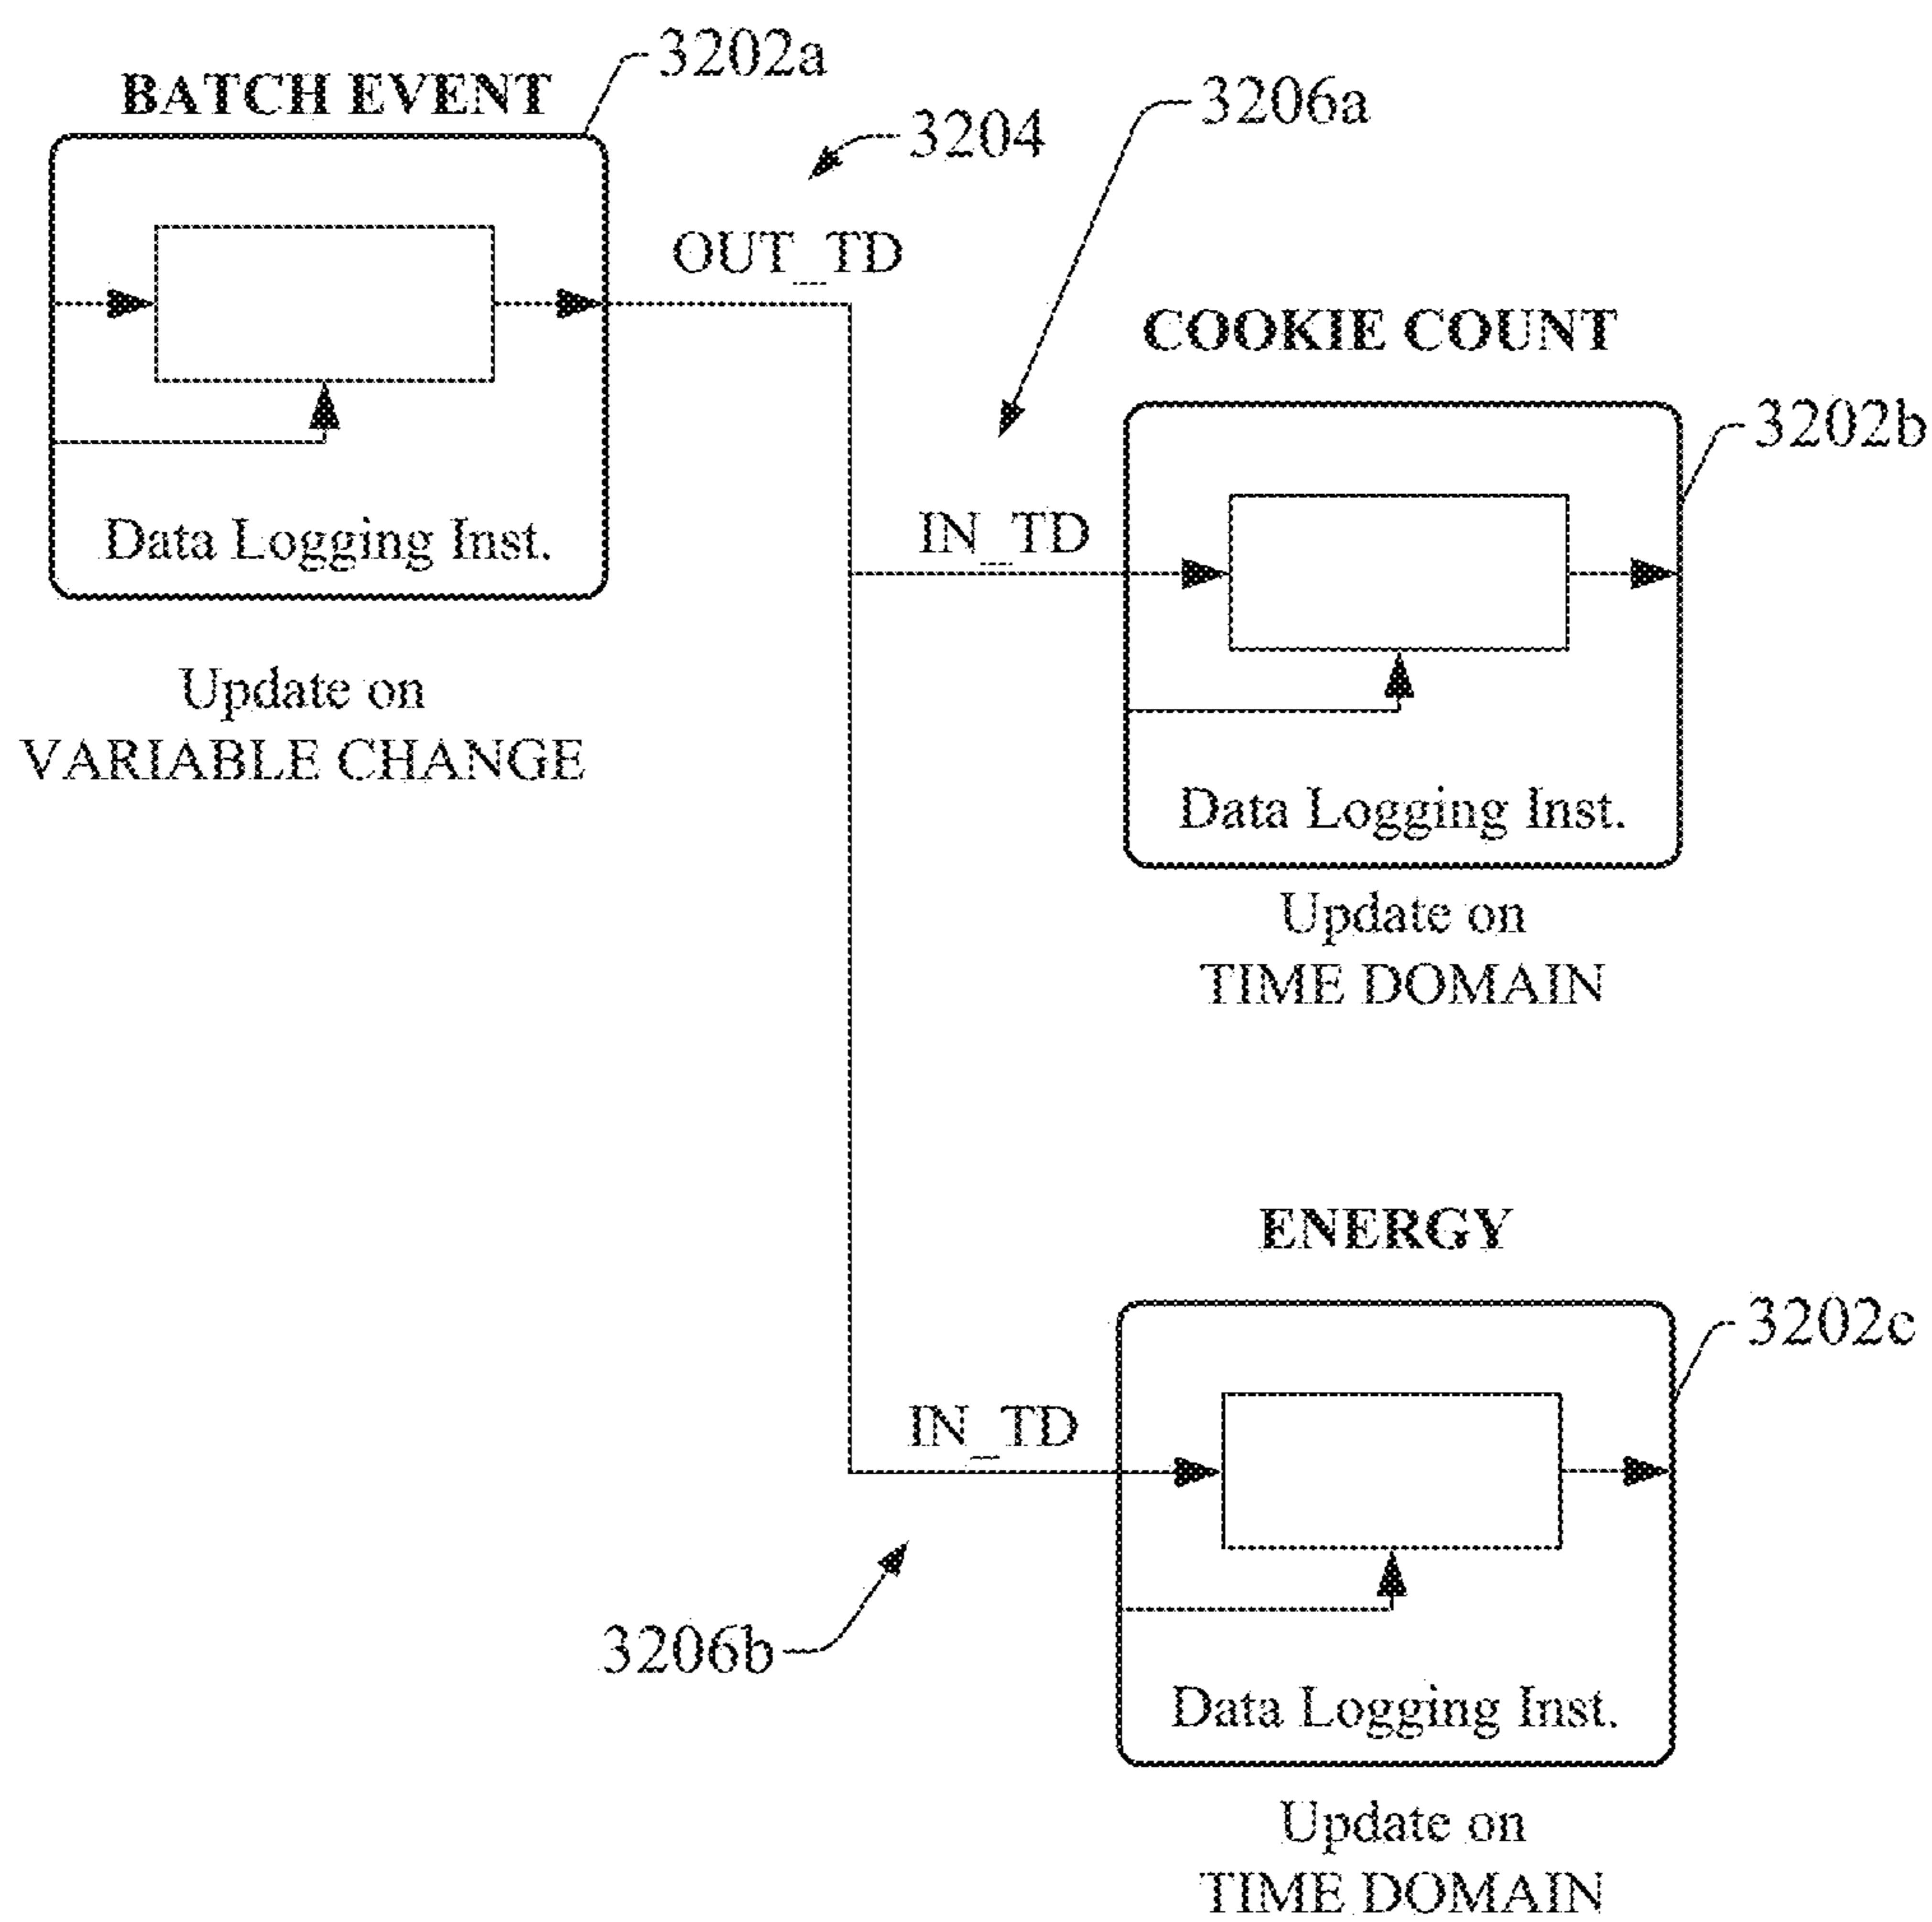 3202a
BATCH EVENT
3204
3206a
OUT_TD
COOKIE COUNT
3202b
IN_TD
Data Logging Inst.
Update on
VARIABLE CHANGE
Data Logging Inst.
Update on
TIME DOMAIN
ENERGY
3202c
IN_TD
3206b
Data Logging Inst.
Update on
TIME DOMAIN